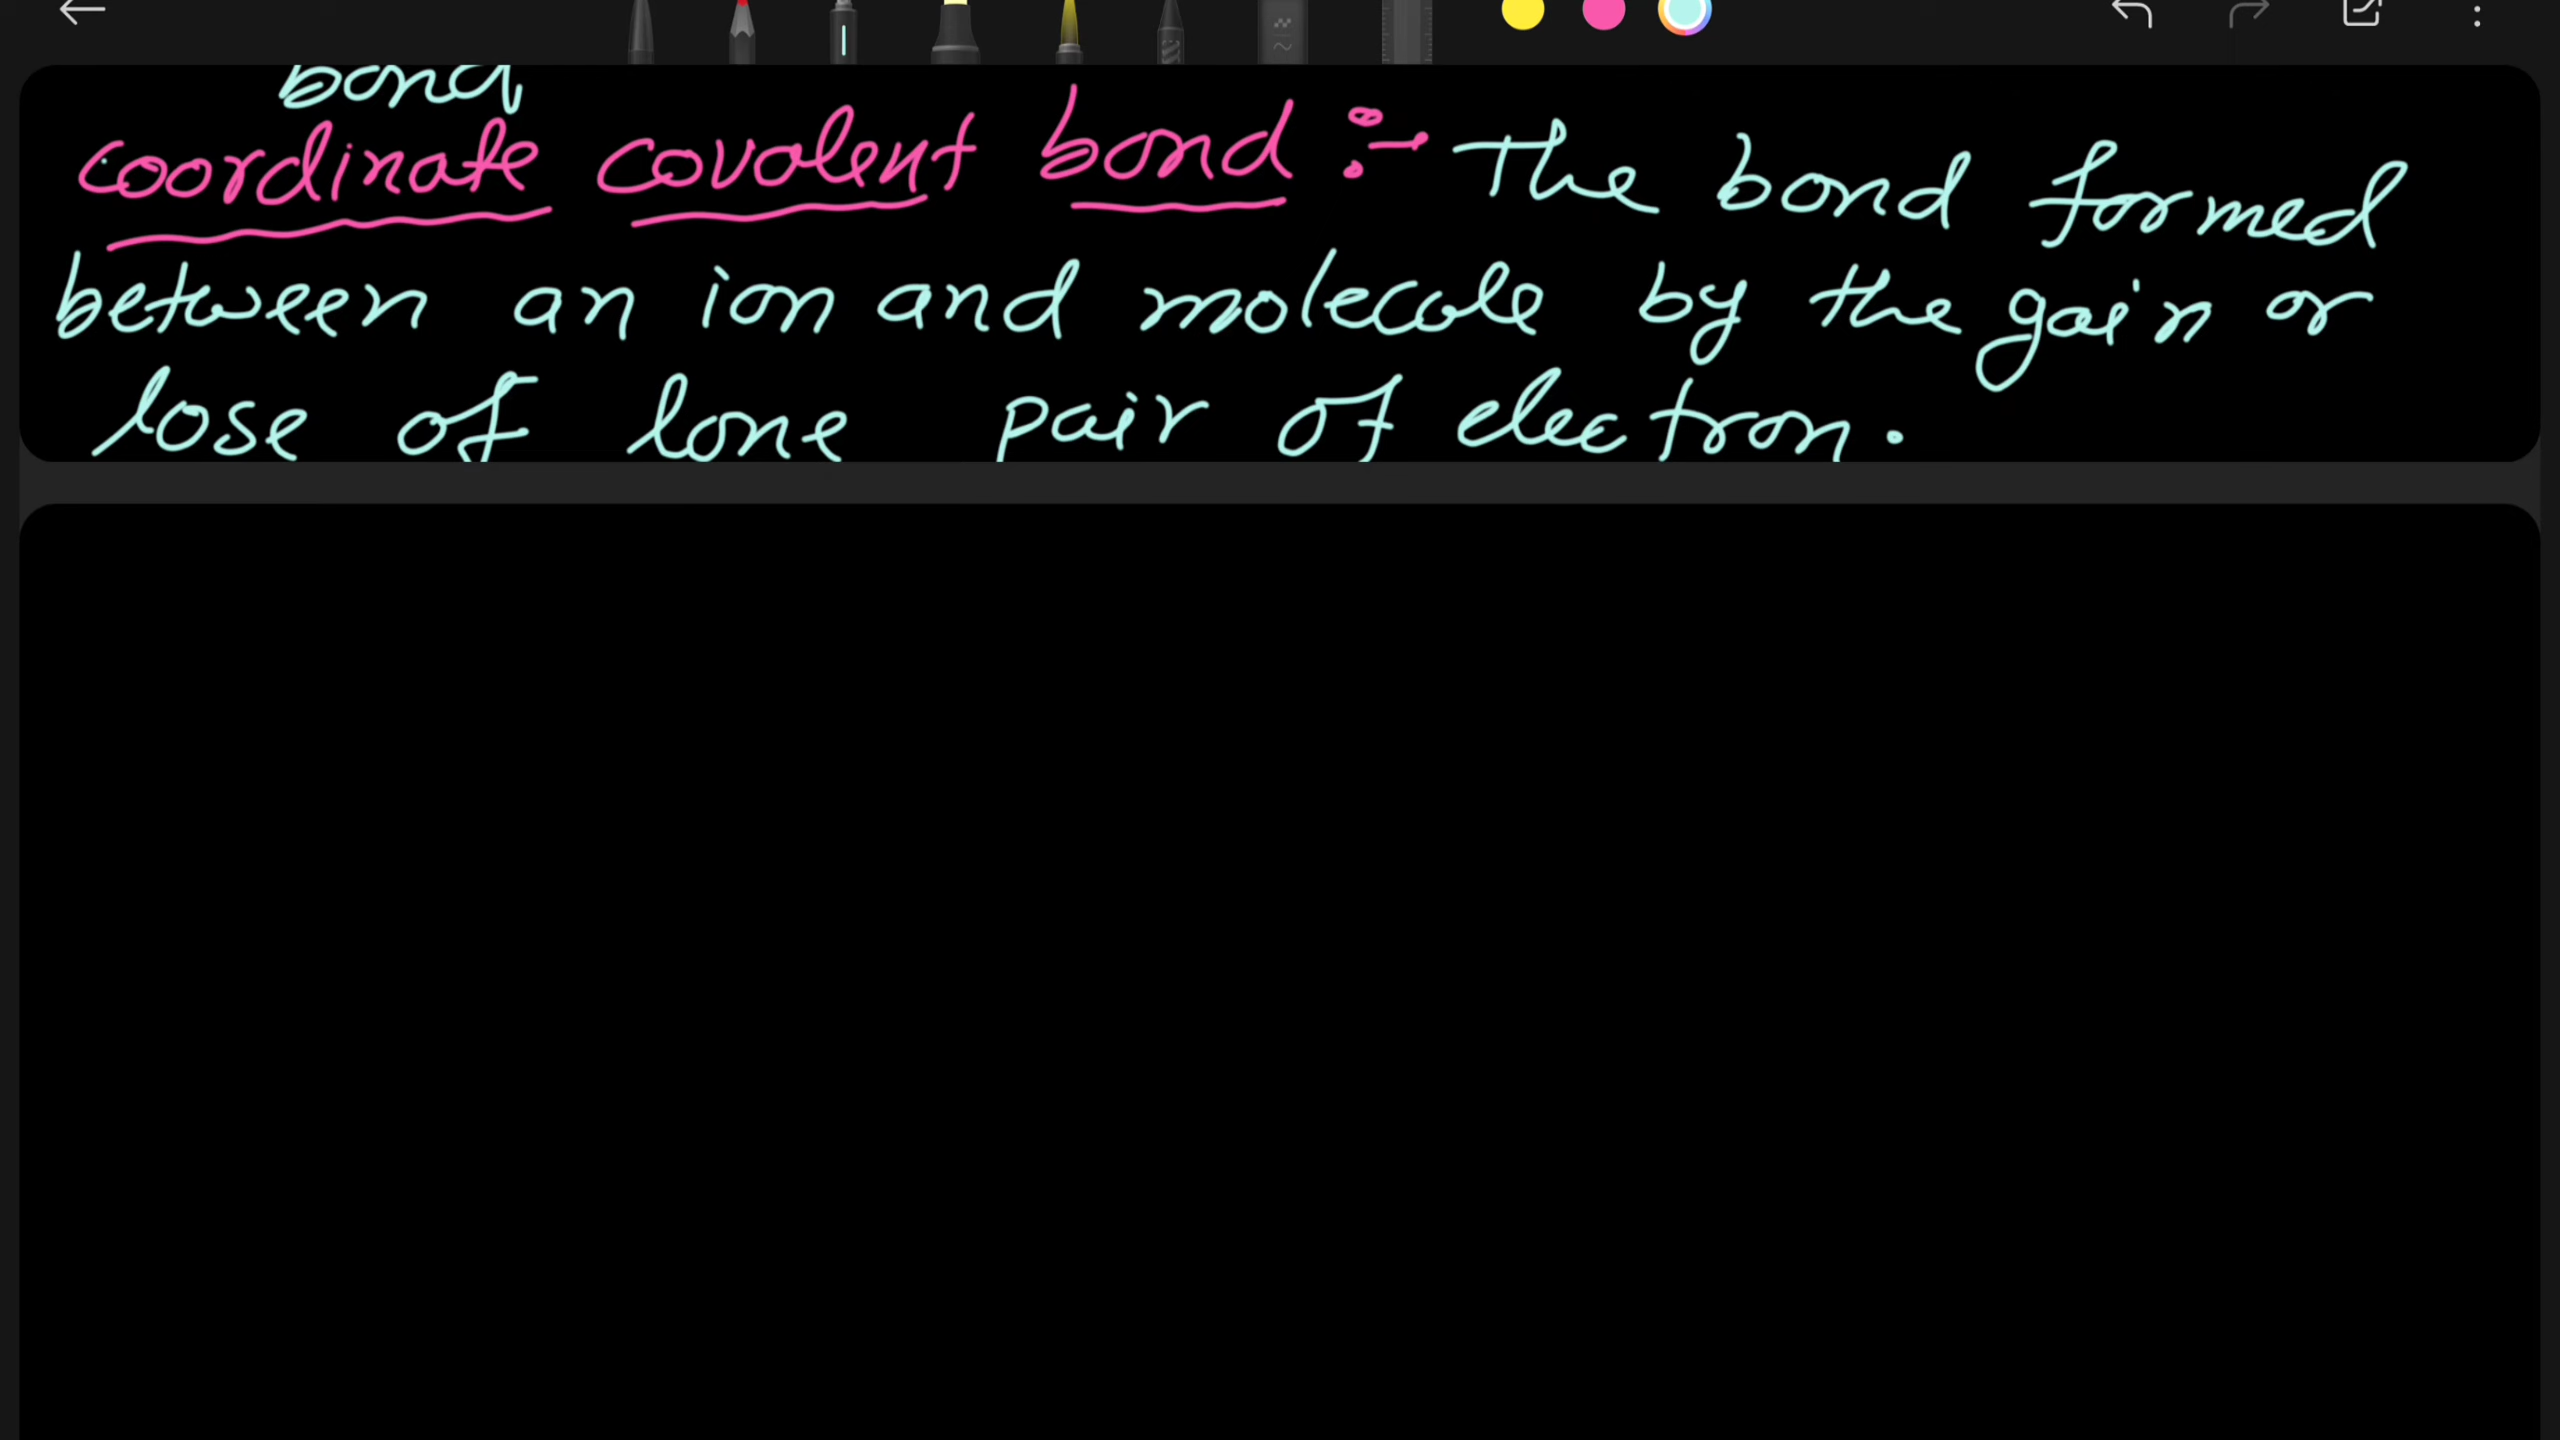 bond
coordinate covalent bond :- The bond formed
between an ion and molecule by the gain or
lose of lone pair of electron.